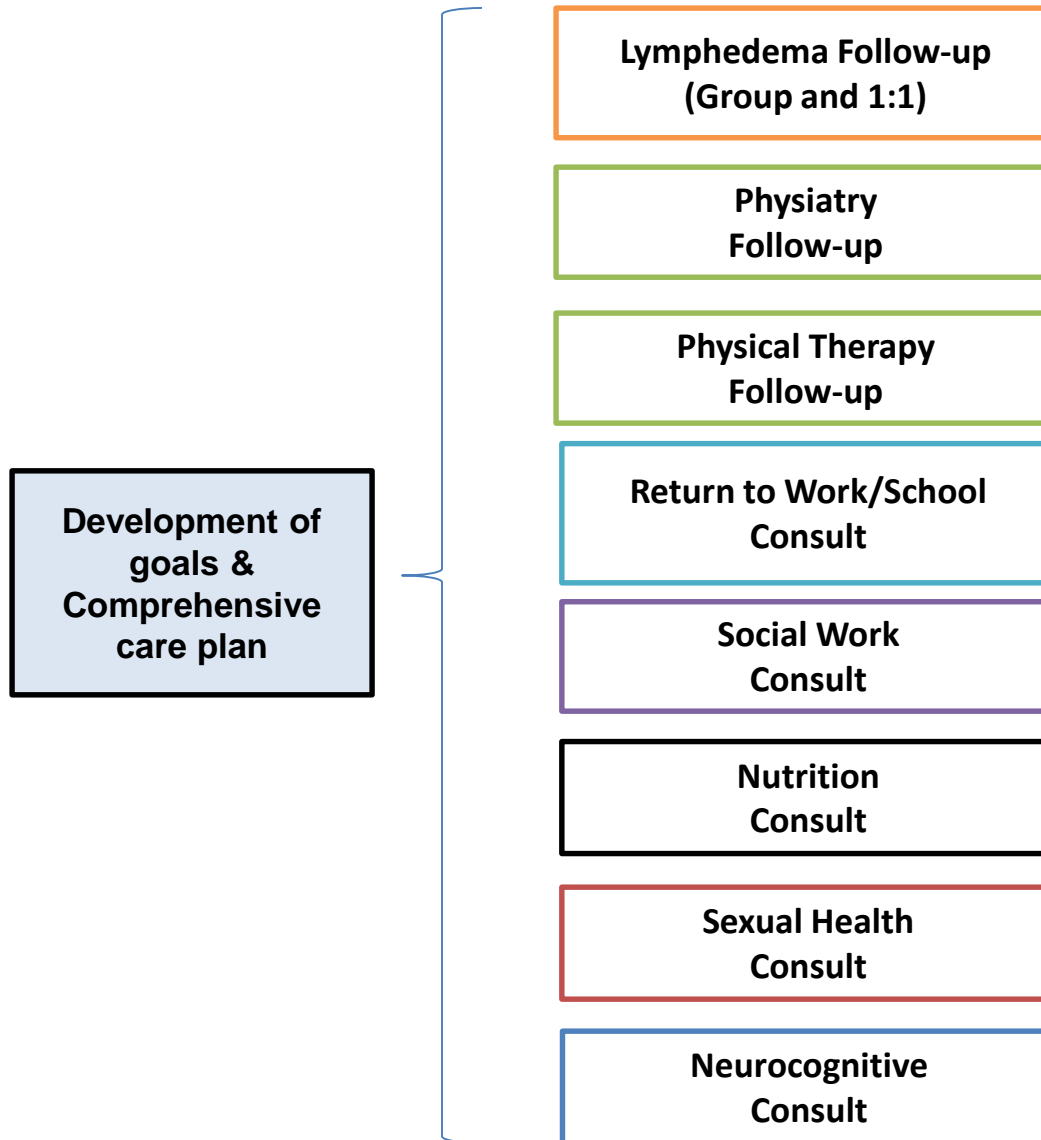 Lymphedema Follow-up
(Group and 1:1)
Physiatry
Follow-up
Physical Therapy
Follow-up
Development of
goals &
Comprehensive
care plan
Return to Work/School
Consult
Social Work
Consult
Nutrition
Consult
Sexual Health
Consult
Neurocognitive
Consult